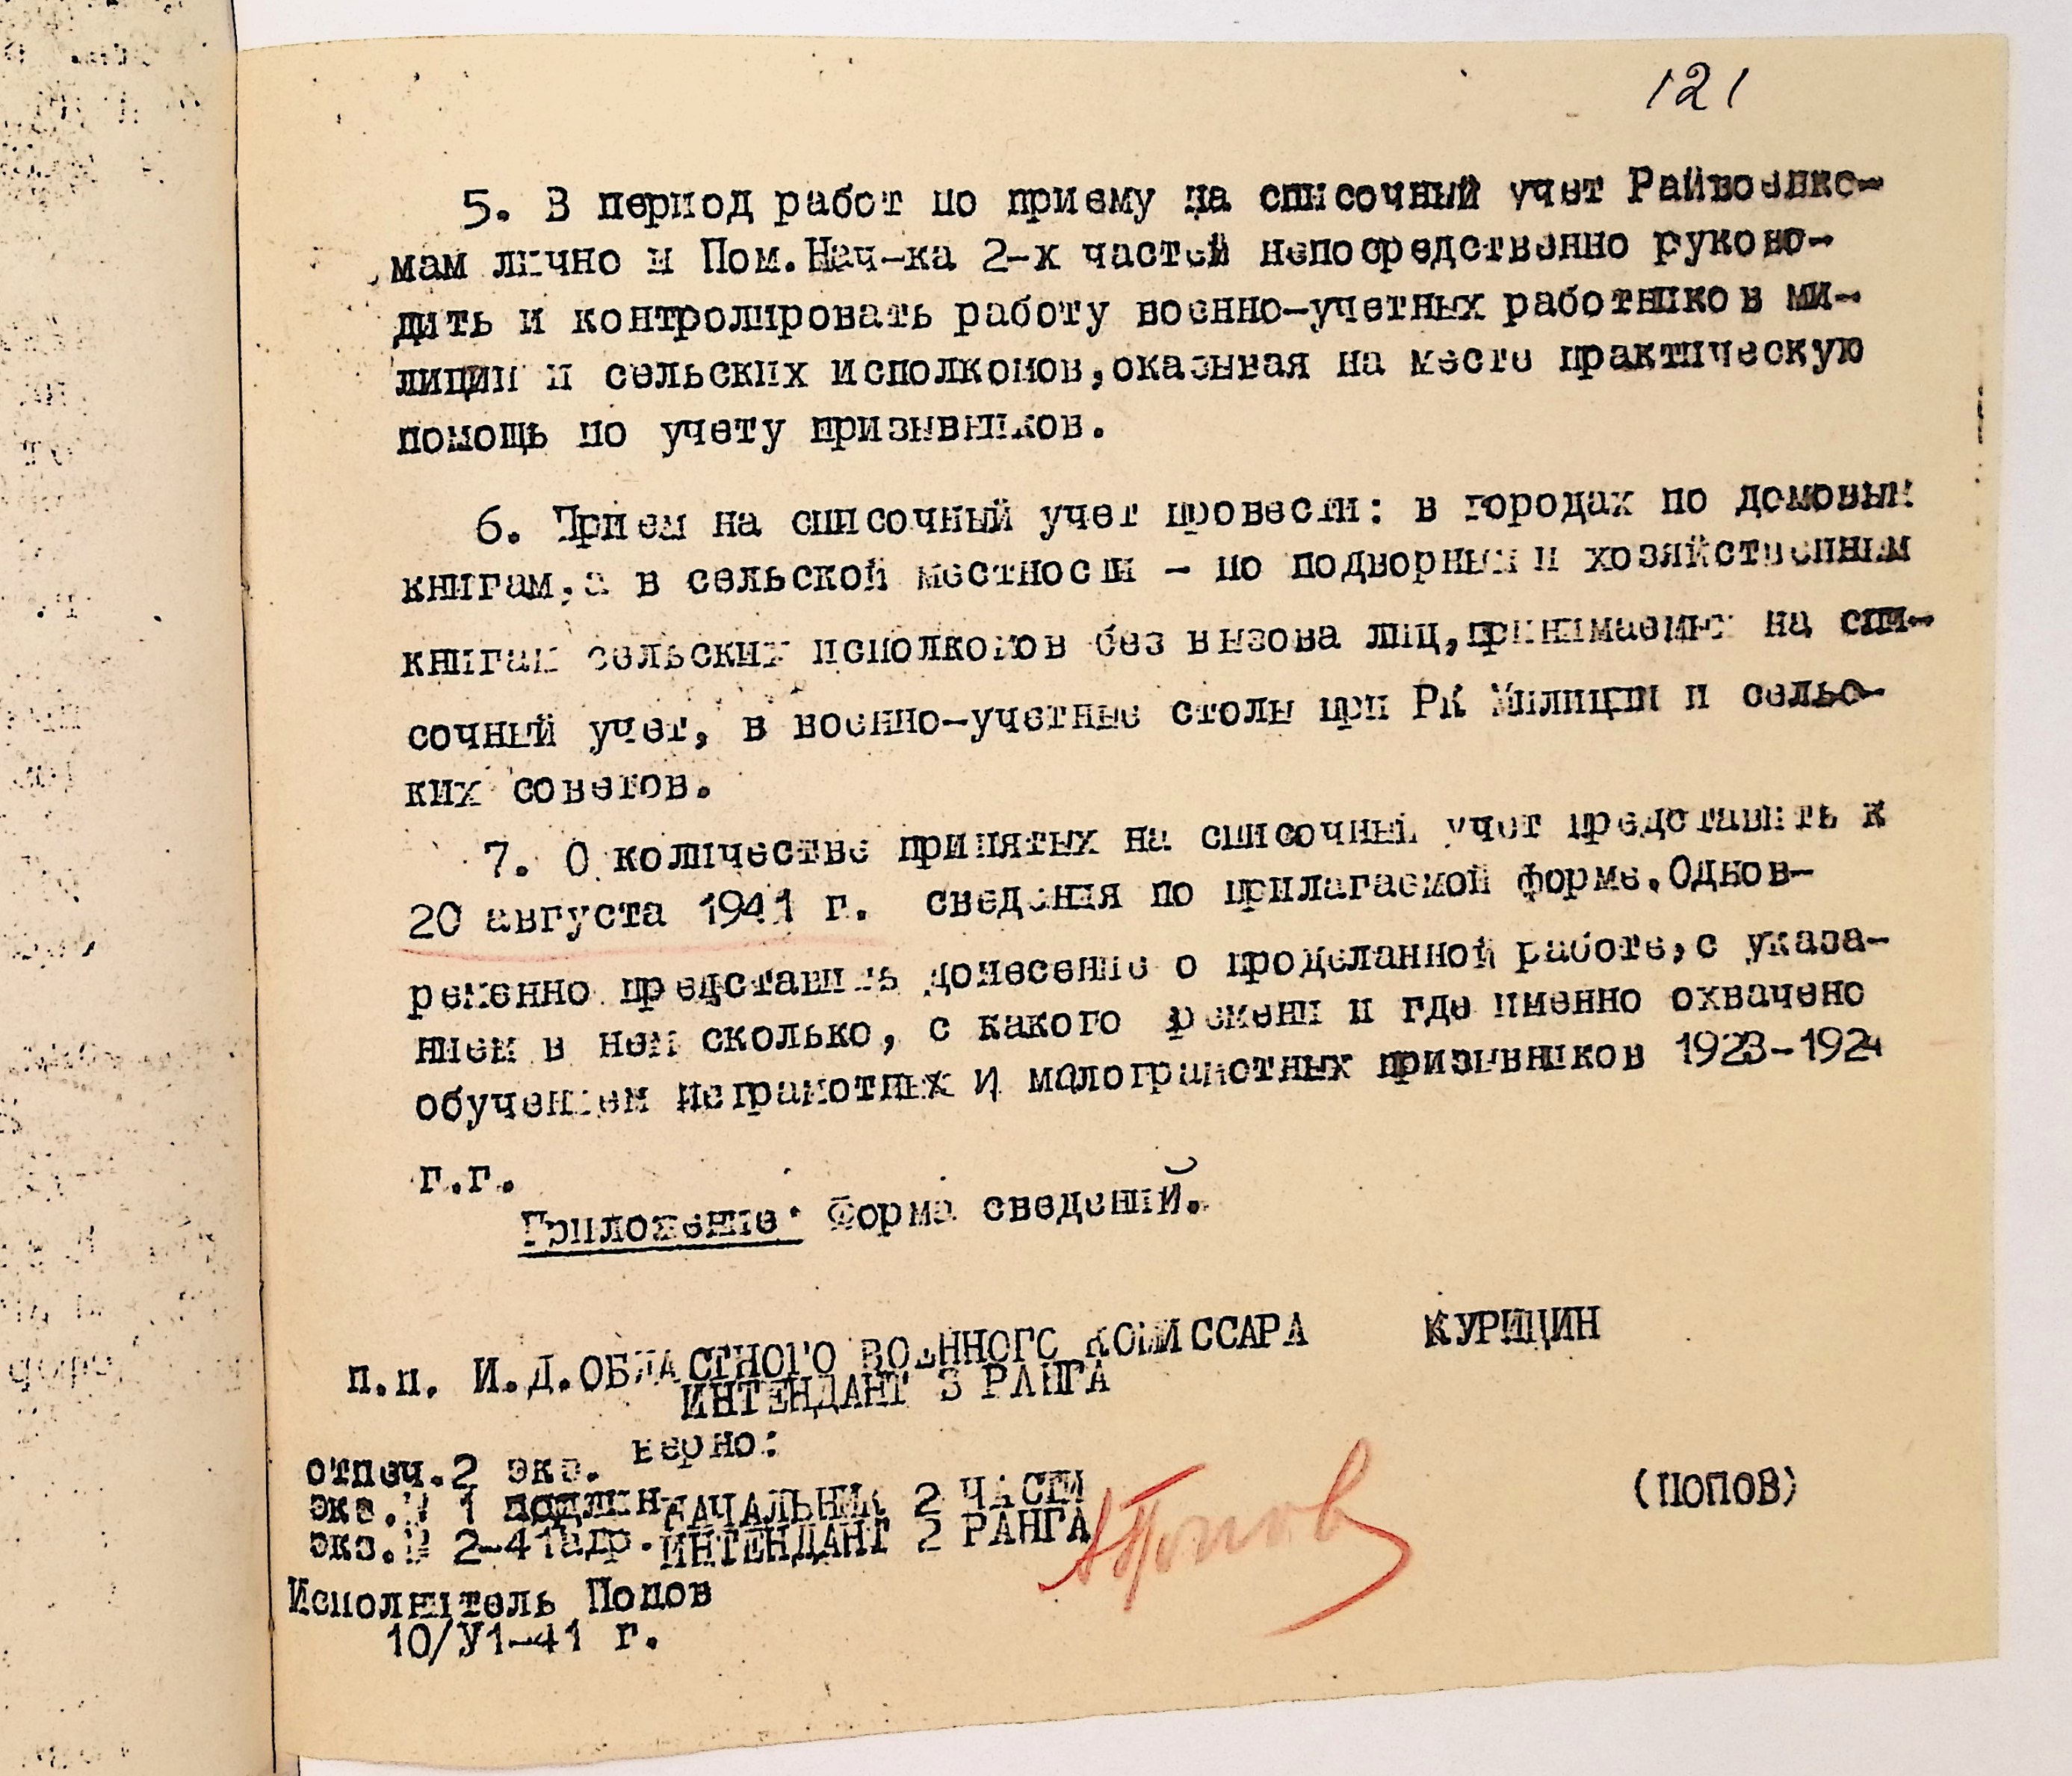 121
5. В период работ по приему на списочный учет Райвоенко-
мам лично и Пом.Нач-ка 2-х частей непосредственно руково-
дить и контролировать работу военно-учетных работников ми-
лиции и сельских исполкомов,оказывая на месте практическую
помощь по учету призывников.
6. Прием на списочный учет провести: в городах по домовым
книгам,а в сельской местности - по подворным и хозяйственным
книгам сельских исполкомов без вызова лиц,принимаемых на спи-
сочный учет, в военно-учетные столы при РК Милиции и сельс-
ких советов.
7. О количестве принятых на списочный учет представить к
20 августа 1941 г. сведения по прилагаемой форме.Однов-
ременно представить донесение о проделанной работе,с указа-
нием в нем сколько, с какого времени и где именно охвачено
обучением неграмотных и малограмотных призывников 1923-1924
г.г.
Приложение: Форма сведений.
п.п. И.Д.ОБЛАСТНОГО ВОЕННОГО КОМИССАРА КУРИЦИН
ИНТЕНДАНТ 3 РАНГА
верно:
отпеч.2 экз.
экз.№ 1 подлин- НАЧАЛЬНИК 2 ЧАСТИ (ПОПОВ)
экз.№ 2-41адр. ИНТЕНДАНТ 2 РАНГА
АПопов
Исполнитель Попов
10/У1-41 г.